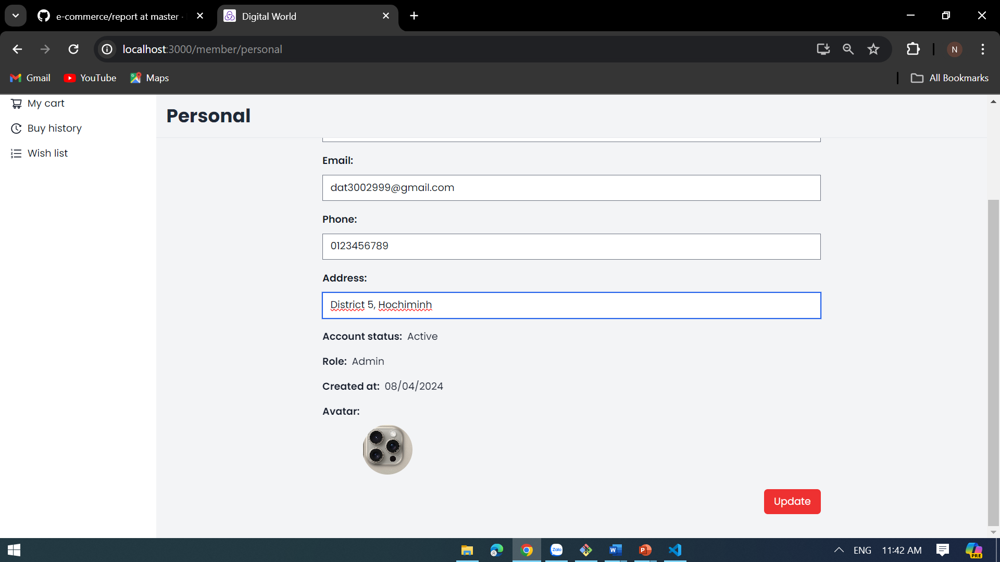 e-commerce/report at master ·
Digital World
localhost:3000/member/personal
N
Gmail
YouTube
Maps
All Bookmarks
My cart
Buy history
Wish list
Personal
Email:
dat3002999@gmail.com
Phone:
0123456789
Address:
District 5, Hochiminh
Account status: Active
Role: Admin
Created at: 08/04/2024
Avatar:
Update
Zalo
W
P
ENG
11:42 AM
PRE